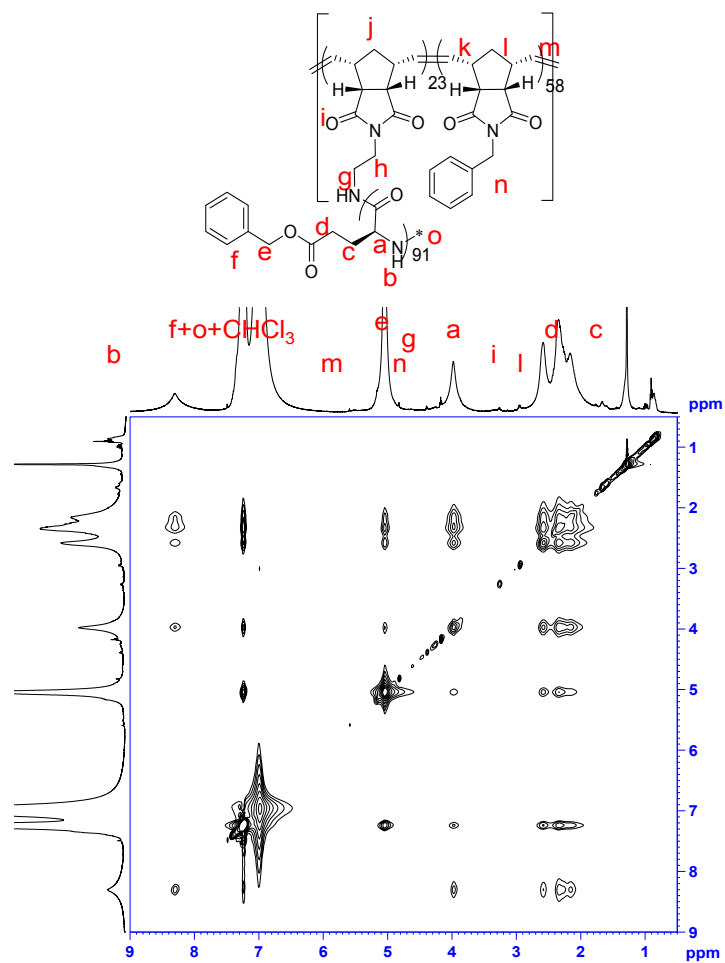 j k l m
H H 23 H H 58
i O N O O N O
g h n
N H O
f e O d O c a N H * o 91
b
b f+o+CHCl3 m e n g a i l d c
ppm
1
2
3
4
5
6
7
8
9
9 8 7 6 5 4 3 2 1 ppm